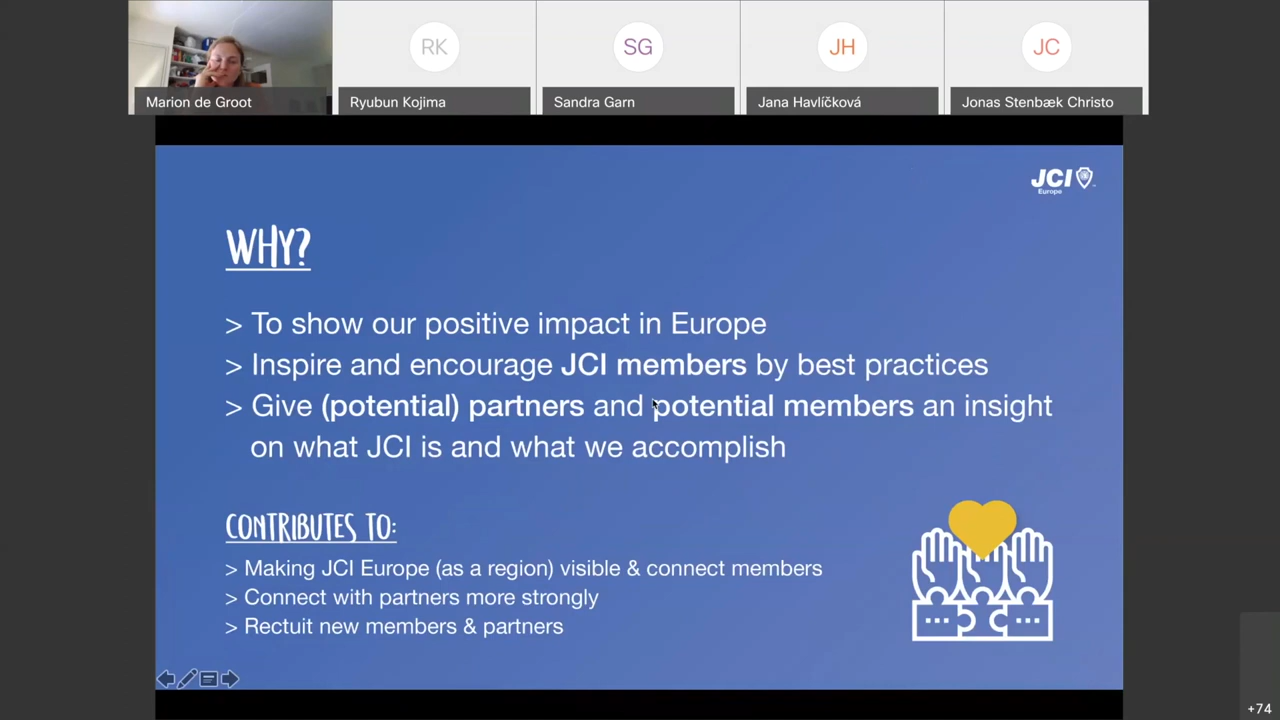 RK
SG
JH
JC
Marion de Groot
Ryubun Kojima
Sandra Garn
Jana Havlíčková
Jonas Stenbæk Christo
JCI
Europe
WHY?
> To show our positive impact in Europe
> Inspire and encourage JCI members by best practices
> Give (potential) partners and potential members an insight
on what JCI is and what we accomplish
CONTRIBUTES TO:
> Making JCI Europe (as a region) visible & connect members
> Connect with partners more strongly
> Rectuit new members & partners
+74